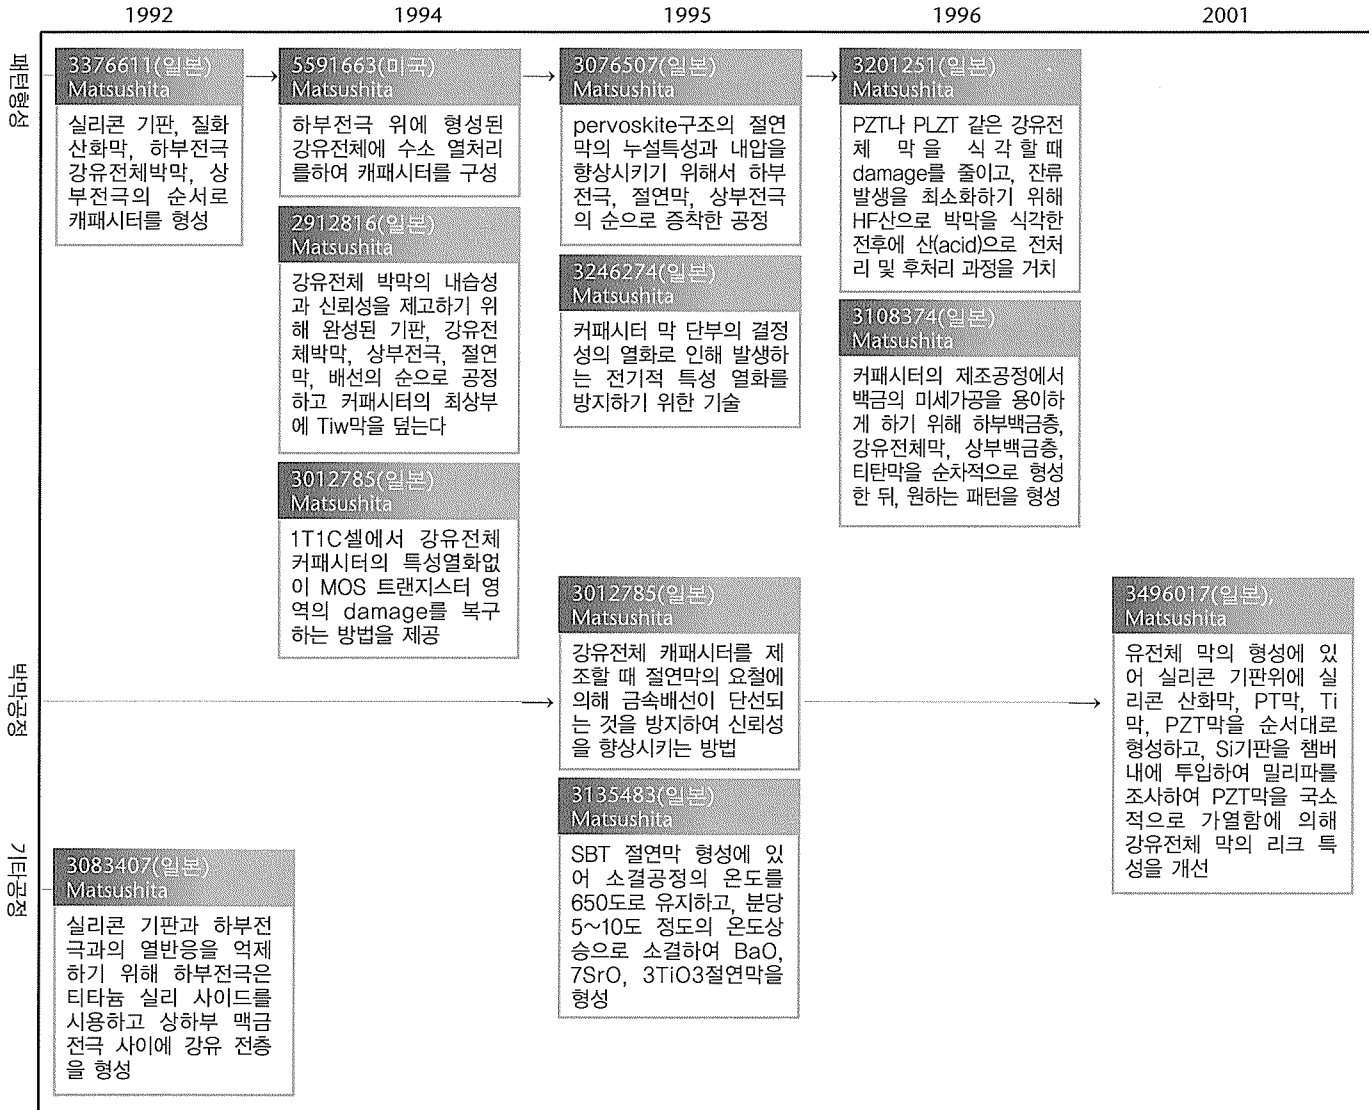 1992
1994
1995
1996
2001
패턴형성
3376611(일본)
Matsushita
실리콘 기판, 질화
산화막, 하부전극
강유전체박막, 상
부전극의 순서로
캐패시터를 형성
5591663(미국)
Matsushita
하부전극 위에 형성된
강유전체에 수소 열처리
를하여 캐패시터를 구성
2912816(일본)
Matsushita
강유전체 박막의 내습성
과 신뢰성을 제고하기 위
해 완성된 기판, 강유전
체박막, 상부전극, 절연
막, 배선의 순으로 공정
하고 커패시터의 최상부
에 Tiw막을 덮는다
3012785(일본)
Matsushita
1T1C셀에서 강유전체
커패시터의 특성열화없
이 MOS 트랜지스터 영
역의 damage를 복구
하는 방법을 제공
3076507(일본)
Matsushita
pervoskite구조의 절연
막의 누설특성과 내압을
향상시키기 위해서 하부
전극, 절연막, 상부전극
의 순으로 증착한 공정
3246274(일본)
Matsushita
커패시터 막 단부의 결정
성의 열화로 인해 발생하
는 전기적 특성 열화를
방지하기 위한 기술
3201251(일본)
Matsushita
PZT나 PLZT 같은 강유전
체 막을 식각할때
damage를 줄이고, 잔류
발생을 최소화하기 위해
HF산으로 박막을 식각한
전후에 산(acid)으로 전처
리 및 후처리 과정을 거치
3108374(일본)
Matsushita
커패시터의 제조공정에서
백금의 미세가공을 용이하
게 하기 위해 하부백금층,
강유전체막, 상부백금층,
티탄막을 순차적으로 형성
한 뒤, 원하는 패턴을 형성
박막공정
3012785(일본)
Matsushita
강유전체 캐패시터를 제
조할 때 절연막의 요철에
의해 금속배선이 단선되
는 것을 방지하여 신뢰성
을 향상시키는 방법
3135483(일본)
Matsushita
SBT 절연막 형성에 있
어 소결공정의 온도를
650도로 유지하고, 분당
5~10도 정도의 온도상
승으로 소결하여 BaO,
7SrO, 3TiO3절연막을
형성
3496017(일본),
Matsushita
유전체 막의 형성에 있
어 실리콘 기판위에 실
리콘 산화막, PT막, Ti
막, PZT막을 순서대로
형성하고, Si기판을 챔버
내에 투입하여 밀리파를
조사하여 PZT막을 국소
적으로 가열함에 의해
강유전체 막의 리크 특
성을 개선
기타공정
3083407(일본)
Matsushita
실리콘 기판과 하부전
극과의 열반응을 억제
하기 위해 하부전극은
티타늄 실리 사이드를
시용하고 상하부 맥금
전극 사이에 강유 전층
을 형성